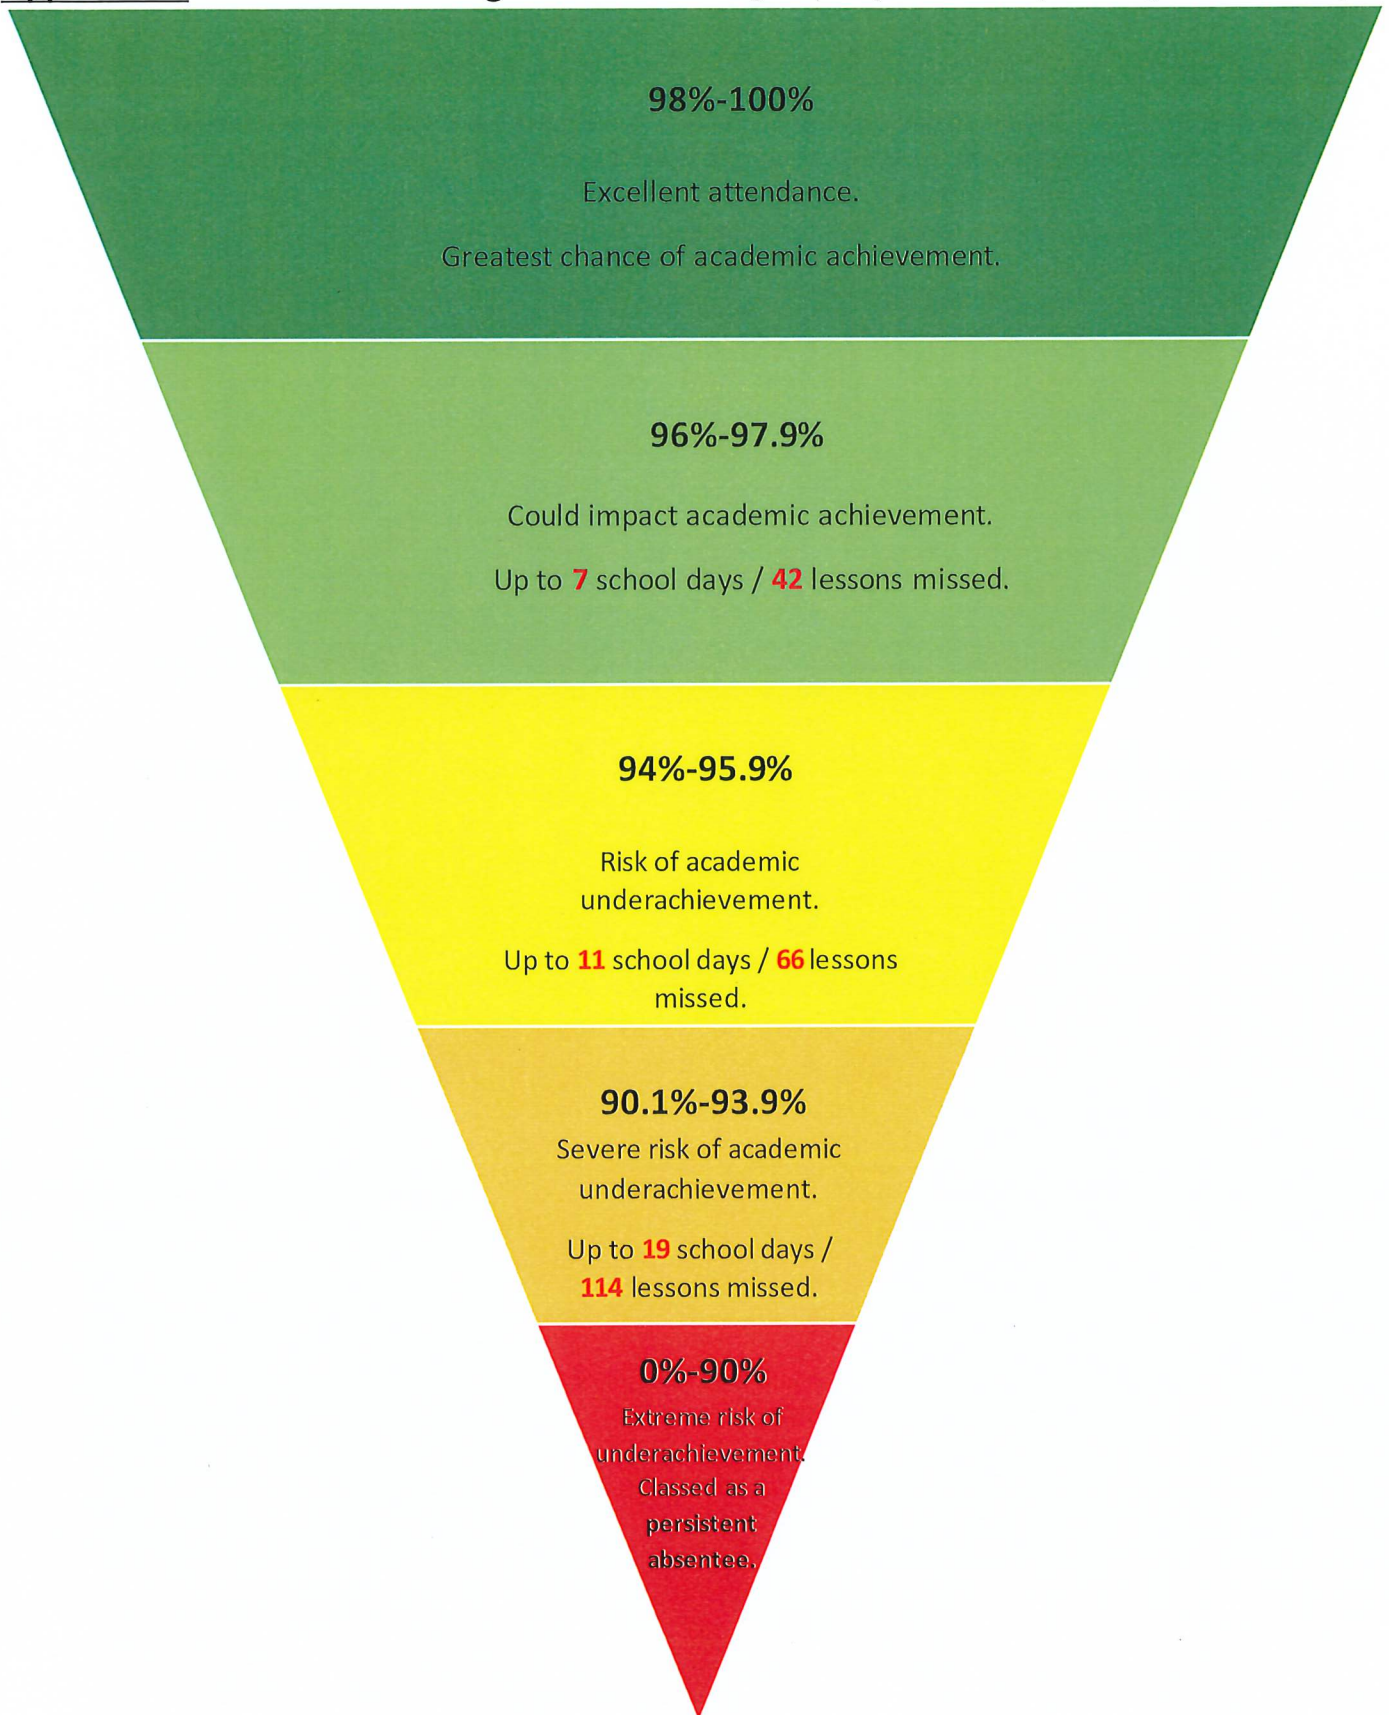 98%-100%
Excellent attendance.
Greatest chance of academic achievement.
96%-97.9%
Could impact academic achievement.
Up to 7 school days / 42 lessons missed.
94%-95.9%
Risk of academic
underachievement.
Up to 11 school days / 66 lessons
missed.
90.1%-93.9%
Severe risk of academic
underachievement.
Up to 19 school days /
114 lessons missed.
0%-90%
Extreme risk of
underachievement.
Classed as a
persistent
absentee.